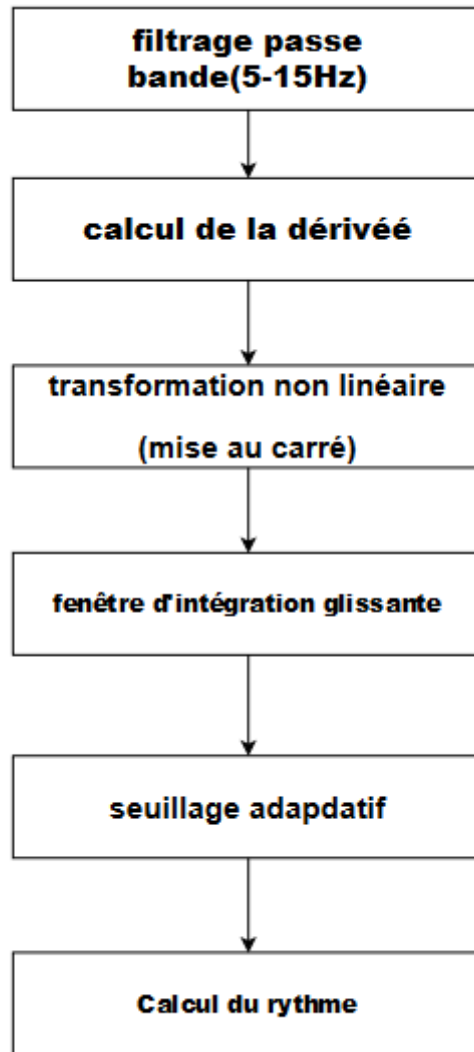 filtrage passe
bande(5-15Hz)
calcul de la dérivéé
transformation non linéaire
(mise au carré)
fenêtre d'intégration glissante
seuillage adapdatif
Calcul du rythme